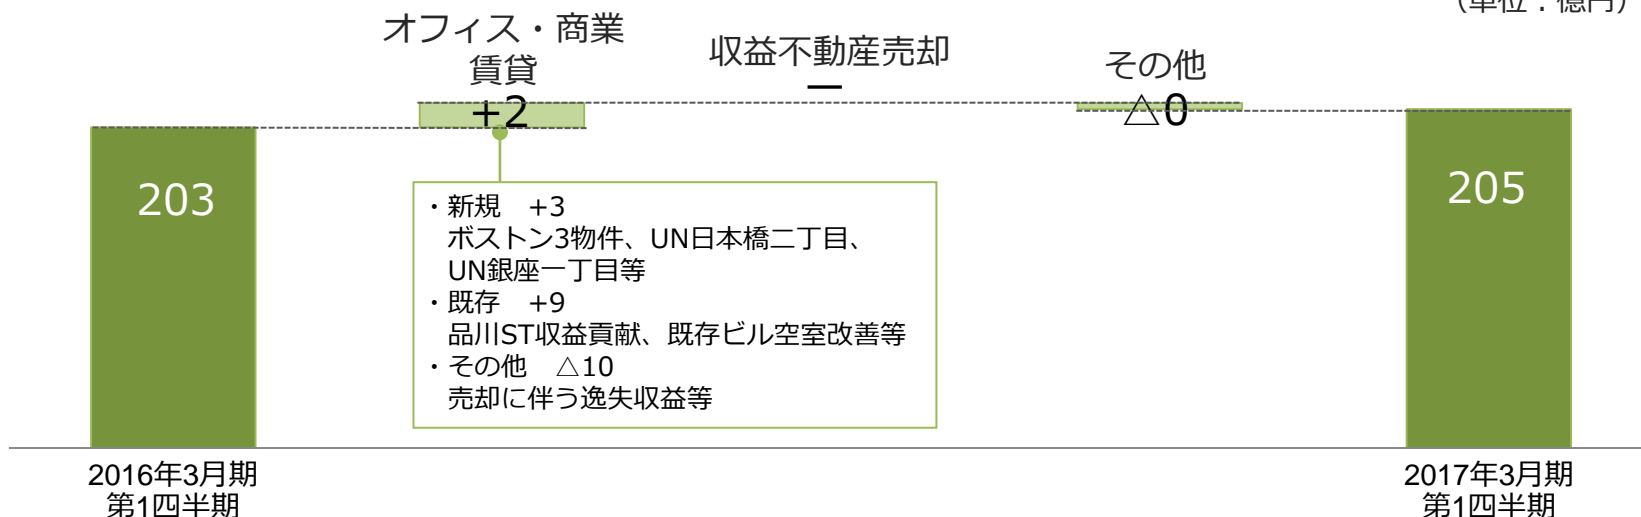 （単位：億円）
オフィス・商業
賃貸
+2
収益不動産売却
ー
その他
△0
203
205
・新規　+3
ボストン3物件、UN日本橋二丁目、
UN銀座一丁目等
・既存　+9
品川ST収益貢献、既存ビル空室改善等
・その他　△10
売却に伴う逸失収益等
2016年3月期
第1四半期
2017年3月期
第1四半期